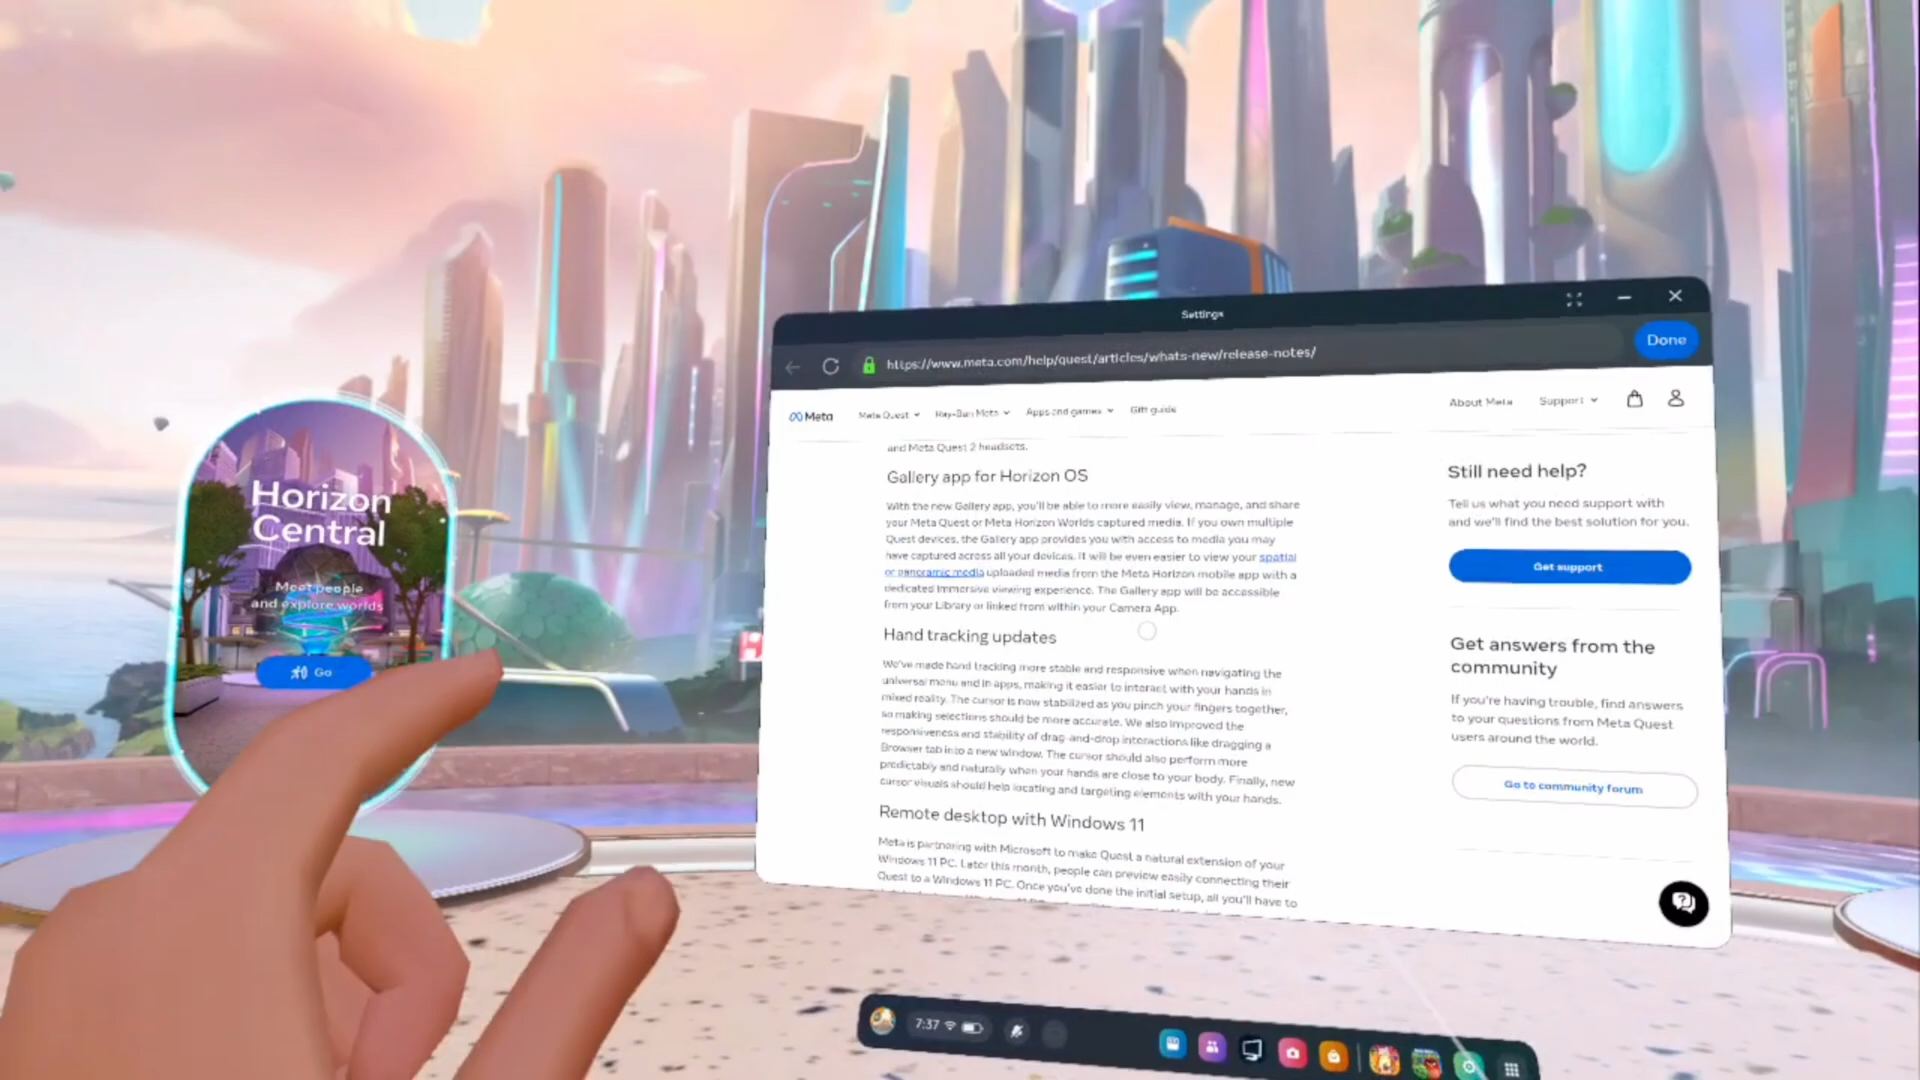 Settings
https://www.meta.com/help/quest/articles/whats-new/release-notes/
Done
Meta
Meta Quest
Ray-Ban Meta
Apps and games
Gift guide
About Meta
Support
and Meta Quest 2 headsets.
Gallery app for Horizon OS
With the new Gallery app, you'll be able to more easily view, manage, and share
your Meta Quest or Meta Horizon Worlds captured media. If you own multiple
Quest devices, the Gallery app provides you with access to media you may
have captured across all your devices. It will be even easier to view your spatial
or panoramic media uploaded media from the Meta Horizon mobile app with a
dedicated immersive viewing experience. The Gallery app will be accessible
from your Library or linked from within your Camera App.
Hand tracking updates
We've made hand tracking more stable and responsive when navigating the
universal menu and in apps, making it easier to interact with your hands in
mixed reality. The cursor is now stabilized as you pinch your fingers together,
so making selections should be more accurate. We also improved the
responsiveness and stability of drag-and-drop interactions like dragging a
Browser tab into a new window. The cursor should also perform more
predictably and naturally when your hands are close to your body. Finally, new
cursor visuals should help locating and targeting elements with your hands.
Remote desktop with Windows 11
Meta is partnering with Microsoft to make Quest a natural extension of your
Windows 11 PC. Later this month, people can preview easily connecting their
Quest to a Windows 11 PC. Once you've done the initial setup, all you'll have to
Still need help?
Tell us what you need support with
and we'll find the best solution for you.
Get support
Get answers from the
community
If you're having trouble, find answers
to your questions from Meta Quest
users around the world.
Go to community forum
Horizon
Central
Meet people
and explore worlds
Go
7:37